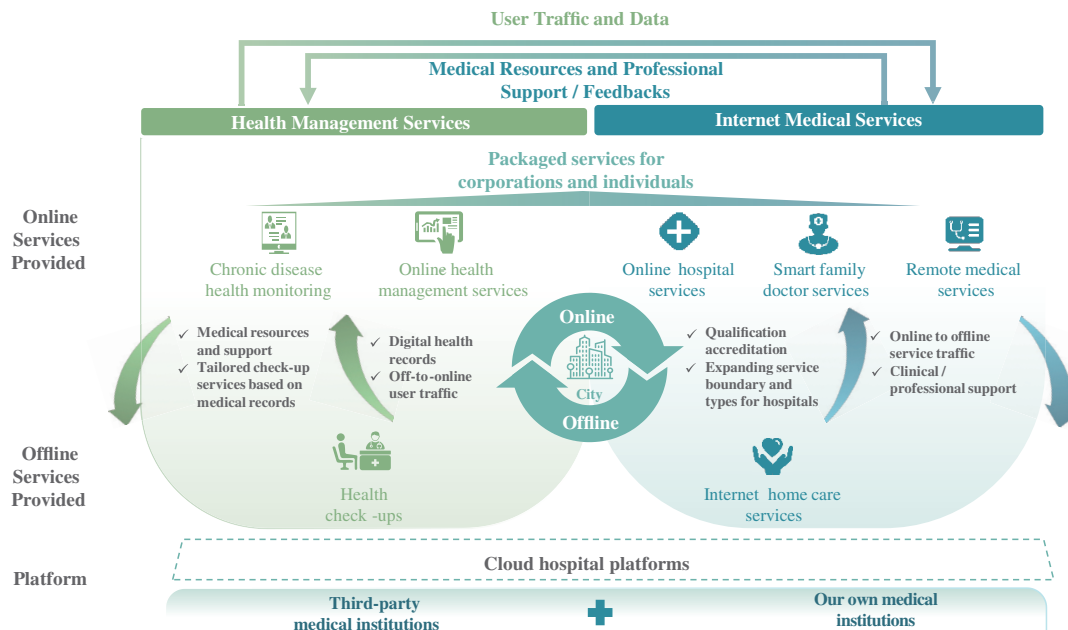 User Traffic and Data
Medical Resources and Professional
Support / Feedbacks
Health Management Services
Internet Medical Services
Packaged services for
corporations and individuals
Online
Services
Provided
Chronic disease
health monitoring
Online health
management services
Online hospital
services
Smart family
doctor services
Remote medical
services
✓ Medical resources
and support
✓ Tailored check-up
services based on
medical records
✓ Digital health
records
✓ Off-to-online
user traffic
Online
City
Offline
✓ Qualification
accreditation
✓ Expanding service
boundary and
types for hospitals
✓ Online to offline
service traffic
✓ Clinical /
professional support
Offline
Services
Provided
Health
check -ups
Internet home care
services
Platform
Cloud hospital platforms
Third-party
medical institutions
Our own medical
institutions